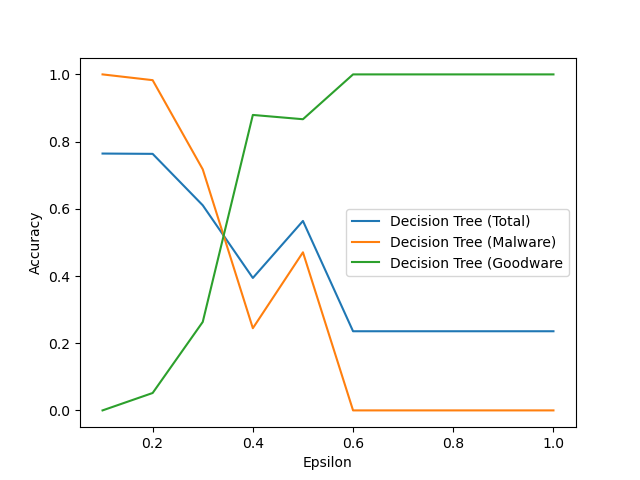 1.0
0.8
0.6
0.4
0.2
0.0
Accuracy
Decision Tree (Total)
Decision Tree (Malware)
Decision Tree (Goodware
0.2 0.4 0.6 0.8 1.0
Epsilon